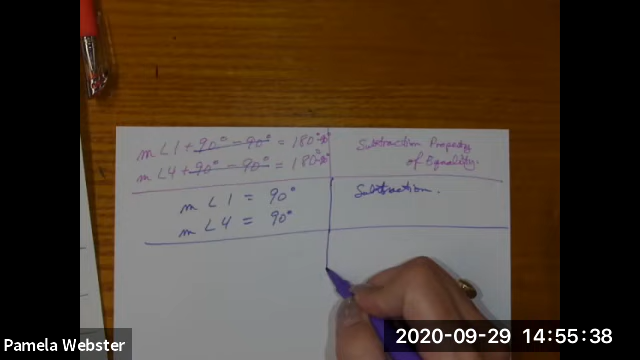 m∠1 + 90° - 90° = 180° - 90°
Subtraction Property
m∠4 + 90° - 90° = 180° - 90°
of Equality.
m∠1 = 90°
Subtraction.
m∠4 = 90°
2020-09-29 14:55:38
Pamela Webster